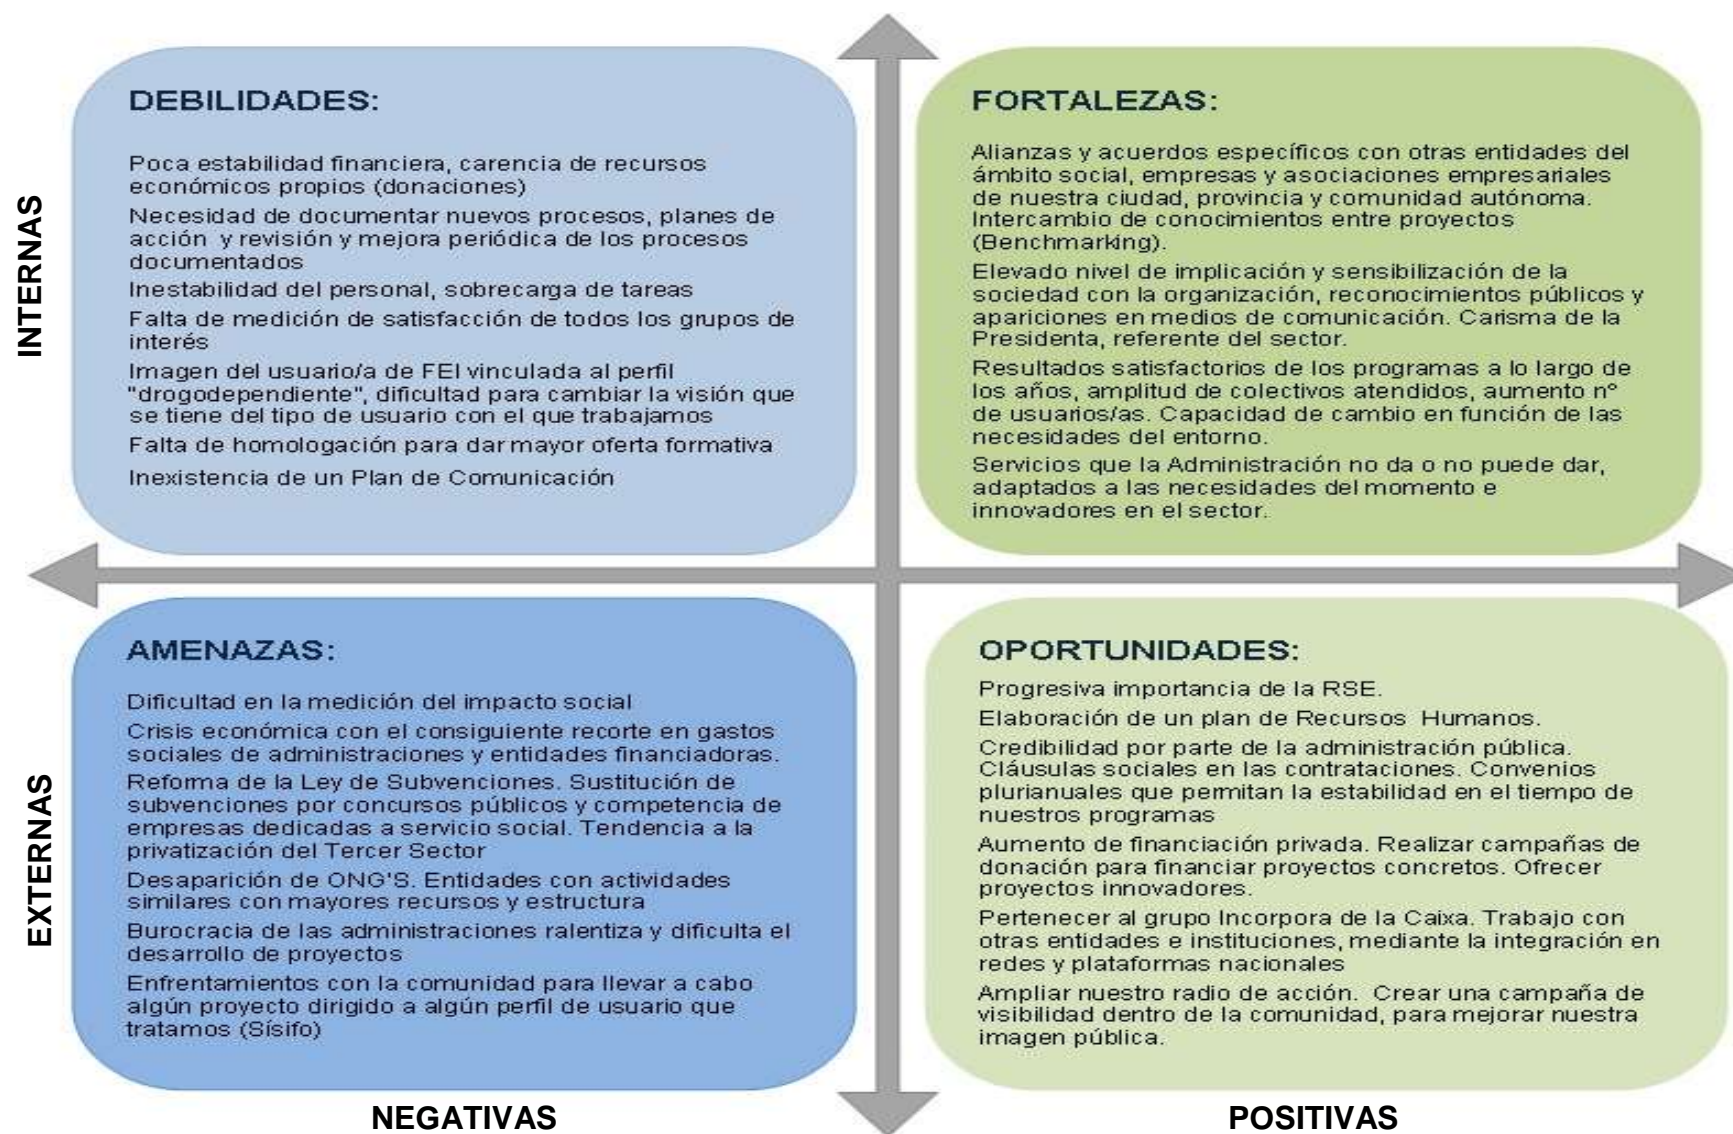 INTERNAS
DEBILIDADES:
Poca estabilidad financiera, carencia de recursos
económicos propios (donaciones)
Necesidad de documentar nuevos procesos, planes de
acción y revisión y mejora periódica de los procesos
documentados
Inestabilidad del personal, sobrecarga de tareas
Falta de medición de satisfacción de todos los grupos de
interés
Imagen del usuario/a de FEI vinculada al perfil
"drogodependiente", dificultad para cambiar la visión que
se tiene del tipo de usuario con el que trabajamos
Falta de homologación para dar mayor oferta formativa
Inexistencia de un Plan de Comunicación
FORTALEZAS:
Alianzas y acuerdos específicos con otras entidades del
ámbito social, empresas y asociaciones empresariales
de nuestra ciudad, provincia y comunidad autónoma.
Intercambio de conocimientos entre proyectos
(Benchmarking).
Elevado nivel de implicación y sensibilización de la
sociedad con la organización, reconocimientos públicos y
apariciones en medios de comunicación. Carisma de la
Presidenta, referente del sector.
Resultados satisfactorios de los programas a lo largo de
los años, amplitud de colectivos atendidos, aumento nº
de usuarios/as. Capacidad de cambio en función de las
necesidades del entorno.
Servicios que la Administración no da o no puede dar,
adaptados a las necesidades del momento e
innovadores en el sector.
EXTERNAS
AMENAZAS:
Dificultad en la medición del impacto social
Crisis económica con el consiguiente recorte en gastos
sociales de administraciones y entidades financiadoras.
Reforma de la Ley de Subvenciones. Sustitución de
subvenciones por concursos públicos y competencia de
empresas dedicadas a servicio social. Tendencia a la
privatización del Tercer Sector
Desaparición de ONG'S. Entidades con actividades
similares con mayores recursos y estructura
Burocracia de las administraciones ralentiza y dificulta el
desarrollo de proyectos
Enfrentamientos con la comunidad para llevar a cabo
algún proyecto dirigido a algún perfil de usuario que
tratamos (Sísifo)
OPORTUNIDADES:
Progresiva importancia de la RSE.
Elaboración de un plan de Recursos Humanos.
Credibilidad por parte de la administración pública.
Cláusulas sociales en las contrataciones. Convenios
plurianuales que permitan la estabilidad en el tiempo de
nuestros programas
Aumento de financiación privada. Realizar campañas de
donación para financiar proyectos concretos. Ofrecer
proyectos innovadores.
Pertenecer al grupo Incorpora de la Caixa. Trabajo con
otras entidades e instituciones, mediante la integración en
redes y plataformas nacionales
Ampliar nuestro radio de acción. Crear una campaña de
visibilidad dentro de la comunidad, para mejorar nuestra
imagen pública.
NEGATIVAS
POSITIVAS